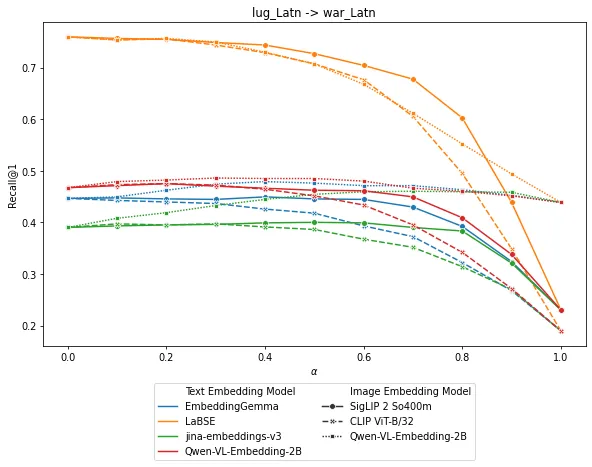 lug_Latn -> war_Latn
Recall@1
0.7
0.6
0.5
0.4
0.3
0.2
0.0 0.2 0.4 0.6 0.8 1.0
α
Text Embedding Model Image Embedding Model
EmbeddingGemma SigLIP 2 So400m
LaBSE CLIP ViT-B/32
jina-embeddings-v3 Qwen-VL-Embedding-2B
Qwen-VL-Embedding-2B